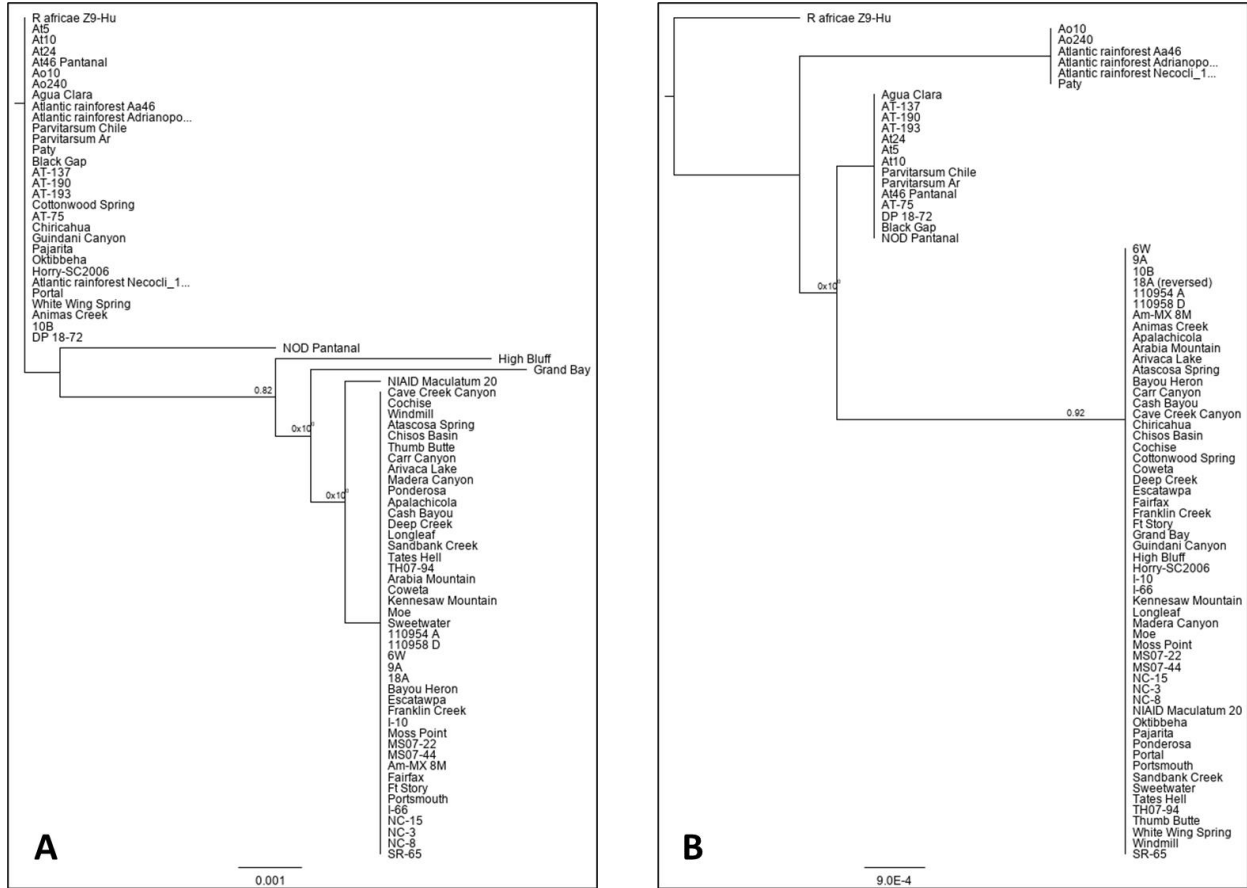 R africae Z9-Hu
At5
At10
At24
At46 Pantanal
Ao10
Ao240
Agua Clara
Atlantic rainforest Aa46
Atlantic rainforest Adrianopo...
Parvitarsum Chile
Parvitarsum Ar
Paty
Black Gap
AT-137
AT-190
AT-193
Cottonwood Spring
AT-75
Chiricahua
Guindani Canyon
Pajarita
Oktibbeha
Horry-SC2006
Atlantic rainforest Necocli_1...
Portal
White Wing Spring
Animas Creek
10B
DP 18-72
NOD Pantanal
High Bluff
Grand Bay
0.82
NIAID Maculatum 20
Cave Creek Canyon
Cochise
Windmill
Atascosa Spring
0x10⁰
Chisos Basin
Thumb Butte
Carr Canyon
Arivaca Lake
Madera Canyon
Ponderosa
0x10⁰
Apalachicola
Cash Bayou
Deep Creek
Longleaf
Sandbank Creek
Tates Hell
TH07-94
Arabia Mountain
Coweta
Kennesaw Mountain
Moe
Sweetwater
110954 A
110958 D
6W
9A
18A
Bayou Heron
Escatawpa
Franklin Creek
I-10
Moss Point
MS07-22
MS07-44
Am-MX 8M
Fairfax
Ft Story
Portsmouth
I-66
NC-15
NC-3
NC-8
SR-65
A
0.001
R africae Z9-Hu
Ao10
Ao240
Atlantic rainforest Aa46
Atlantic rainforest Adrianopo...
Atlantic rainforest Necocli_1...
Paty
Agua Clara
AT-137
AT-190
AT-193
At24
At5
At10
Parvitarsum Chile
Parvitarsum Ar
At46 Pantanal
AT-75
DP 18-72
Black Gap
NOD Pantanal
0x10⁰
6W
9A
10B
18A (reversed)
110954 A
110958 D
Am-MX 8M
Animas Creek
Apalachicola
Arabia Mountain
Arivaca Lake
Atascosa Spring
Bayou Heron
Carr Canyon
Cash Bayou
0.92
Cave Creek Canyon
Chiricahua
Chisos Basin
Cochise
Cottonwood Spring
Coweta
Deep Creek
Escatawpa
Fairfax
Franklin Creek
Ft Story
Grand Bay
Guindani Canyon
High Bluff
Horry-SC2006
I-10
I-66
Kennesaw Mountain
Longleaf
Madera Canyon
Moe
Moss Point
MS07-22
MS07-44
NC-15
NC-3
NC-8
NIAID Maculatum 20
Oktibbeha
Pajarita
Ponderosa
Portal
Portsmouth
Sandbank Creek
Sweetwater
Tates Hell
TH07-94
Thumb Butte
White Wing Spring
Windmill
SR-65
B
9.0E-4